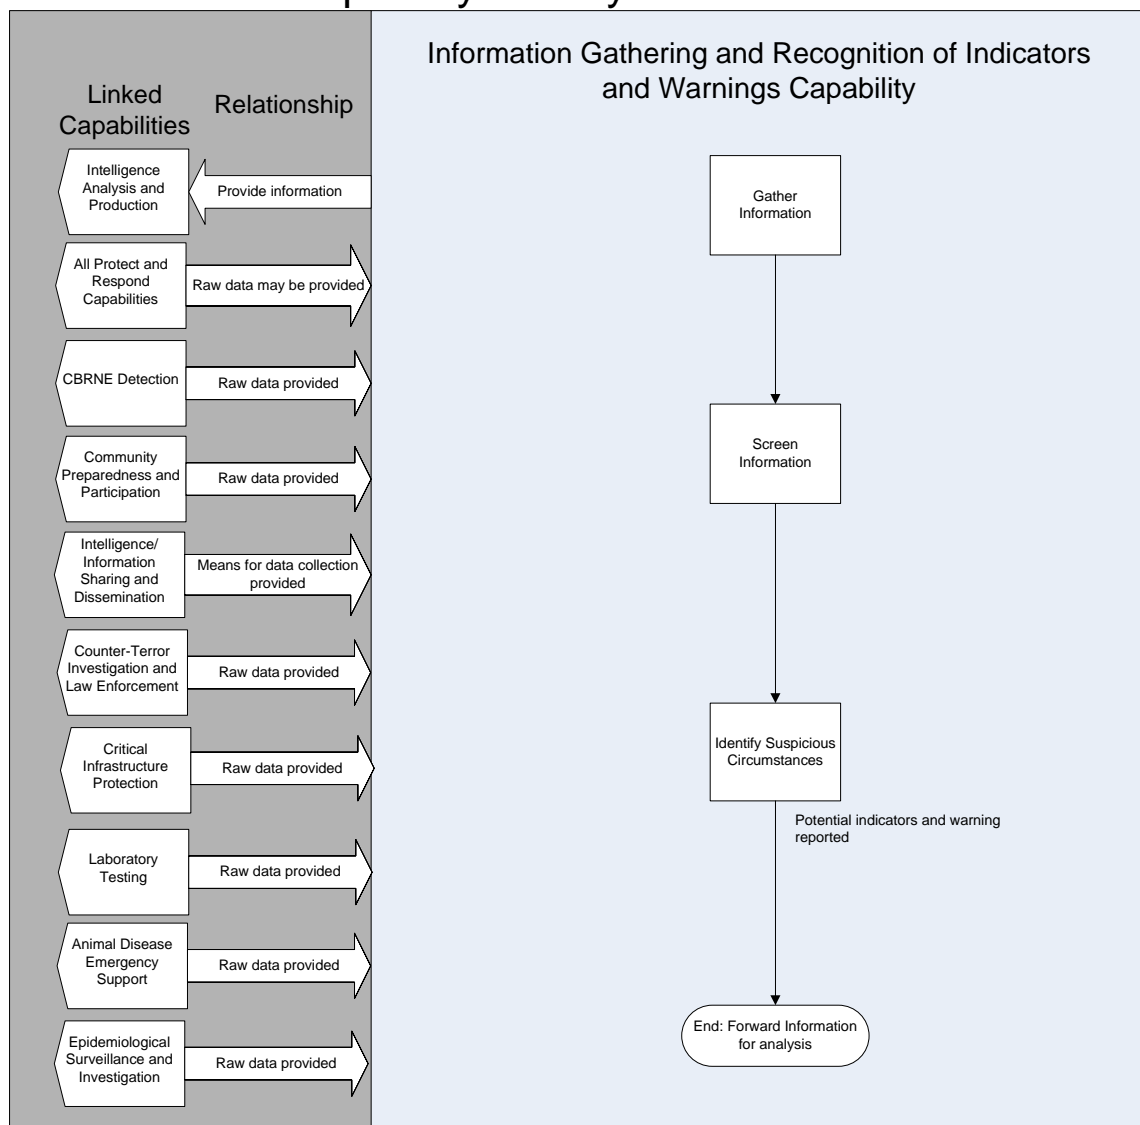 Information Gathering and Recognition of Indicators
and Warnings Capability
Linked
Capabilities
Relationship
Intelligence
Analysis and
Production
Provide information
All Protect and
Respond
Capabilities
Raw data may be provided
CBRNE Detection
Raw data provided
Community
Preparedness and
Participation
Raw data provided
Intelligence/
Information
Sharing and
Dissemination
Means for data collection
provided
Counter-Terror
Investigation and
Law Enforcement
Raw data provided
Critical
Infrastructure
Protection
Raw data provided
Laboratory
Testing
Raw data provided
Animal Disease
Emergency
Support
Raw data provided
Epidemiological
Surveillance and
Investigation
Raw data provided
Gather
Information
Screen
Information
Identify Suspicious
Circumstances
Potential indicators and warning
reported
End: Forward Information
for analysis